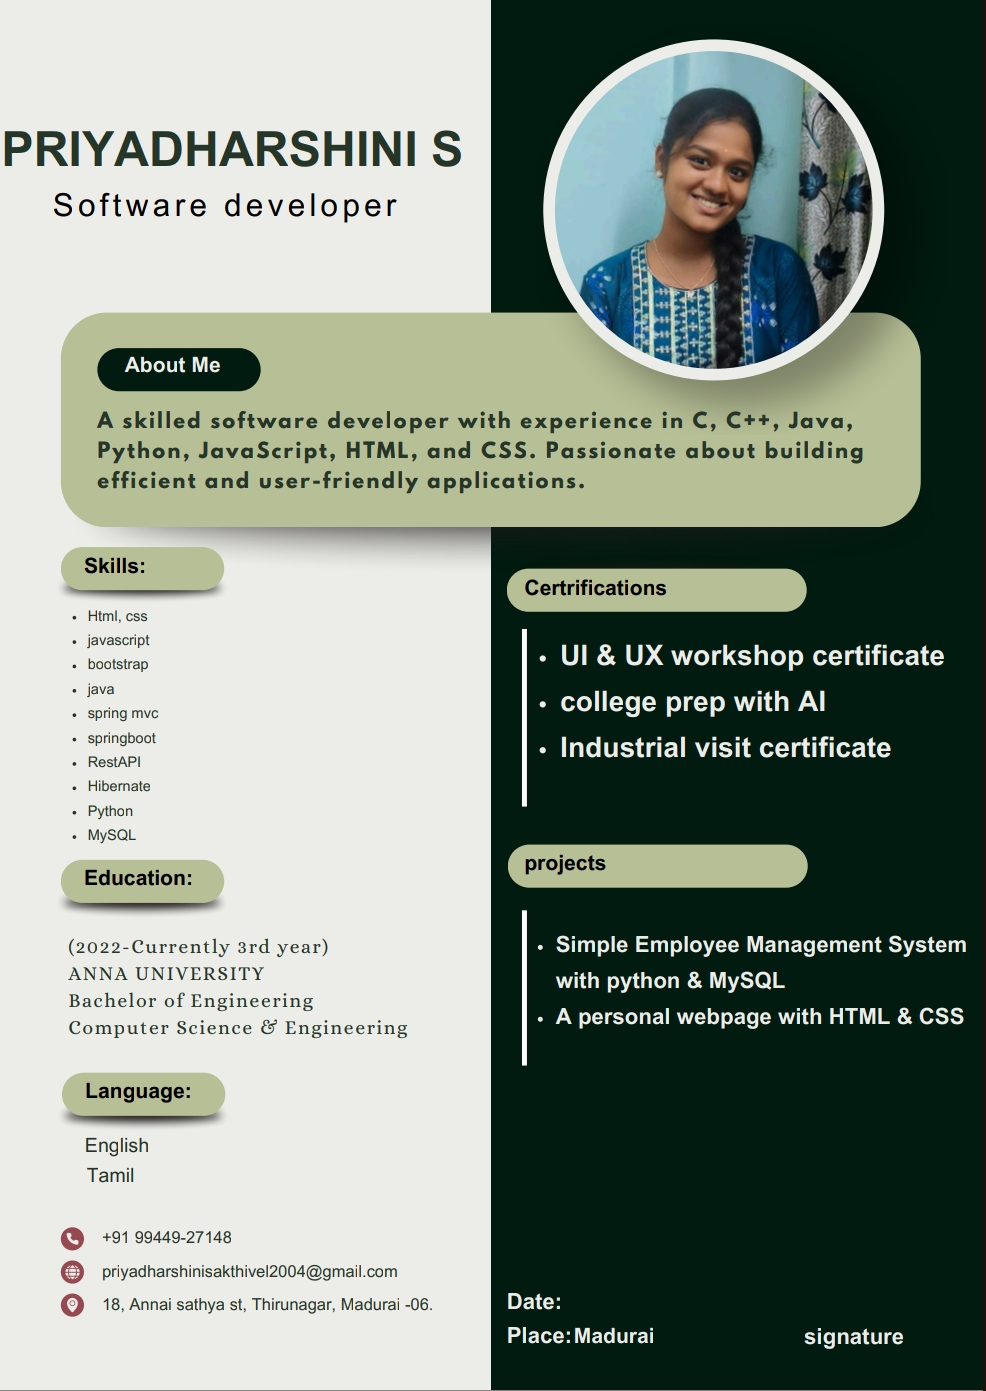 PRIYADHARSHINI S
Software developer
About Me
A skilled software developer with experience in C, C++, Java,
Python, JavaScript, HTML, and CSS. Passionate about building
efficient and user-friendly applications.
Skills:
Html, css
javascript
bootstrap
java
spring mvc
springboot
RestAPI
Hibernate
Python
MySQL
Education:
(2022-Currently 3rd year)
ANNA UNIVERSITY
Bachelor of Engineering
Computer Science & Engineering
Language:
English
Tamil
+91 99449-27148
priyadharshinisakthivel2004@gmail.com
18, Annai sathya st, Thirunagar, Madurai -06.
Certrifications
UI & UX workshop certificate
college prep with AI
Industrial visit certificate
projects
Simple Employee Management System
with python & MySQL
A personal webpage with HTML & CSS
Date:
Place:Madurai
signature